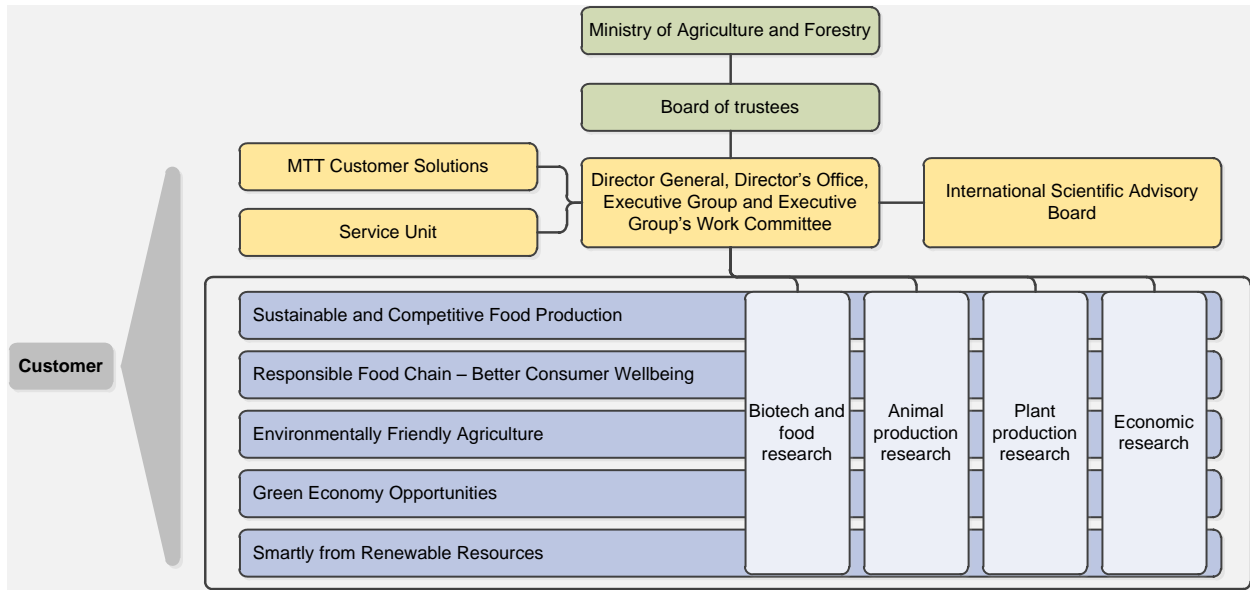 Ministry of Agriculture and Forestry
Board of trustees
MTT Customer Solutions
Service Unit
Director General, Director's Office,
Executive Group and Executive
Group's Work Committee
International Scientific Advisory
Board
Customer
Sustainable and Competitive Food Production
Responsible Food Chain – Better Consumer Wellbeing
Environmentally Friendly Agriculture
Green Economy Opportunities
Smartly from Renewable Resources
Biotech and
food
research
Animal
production
research
Plant
production
research
Economic
research